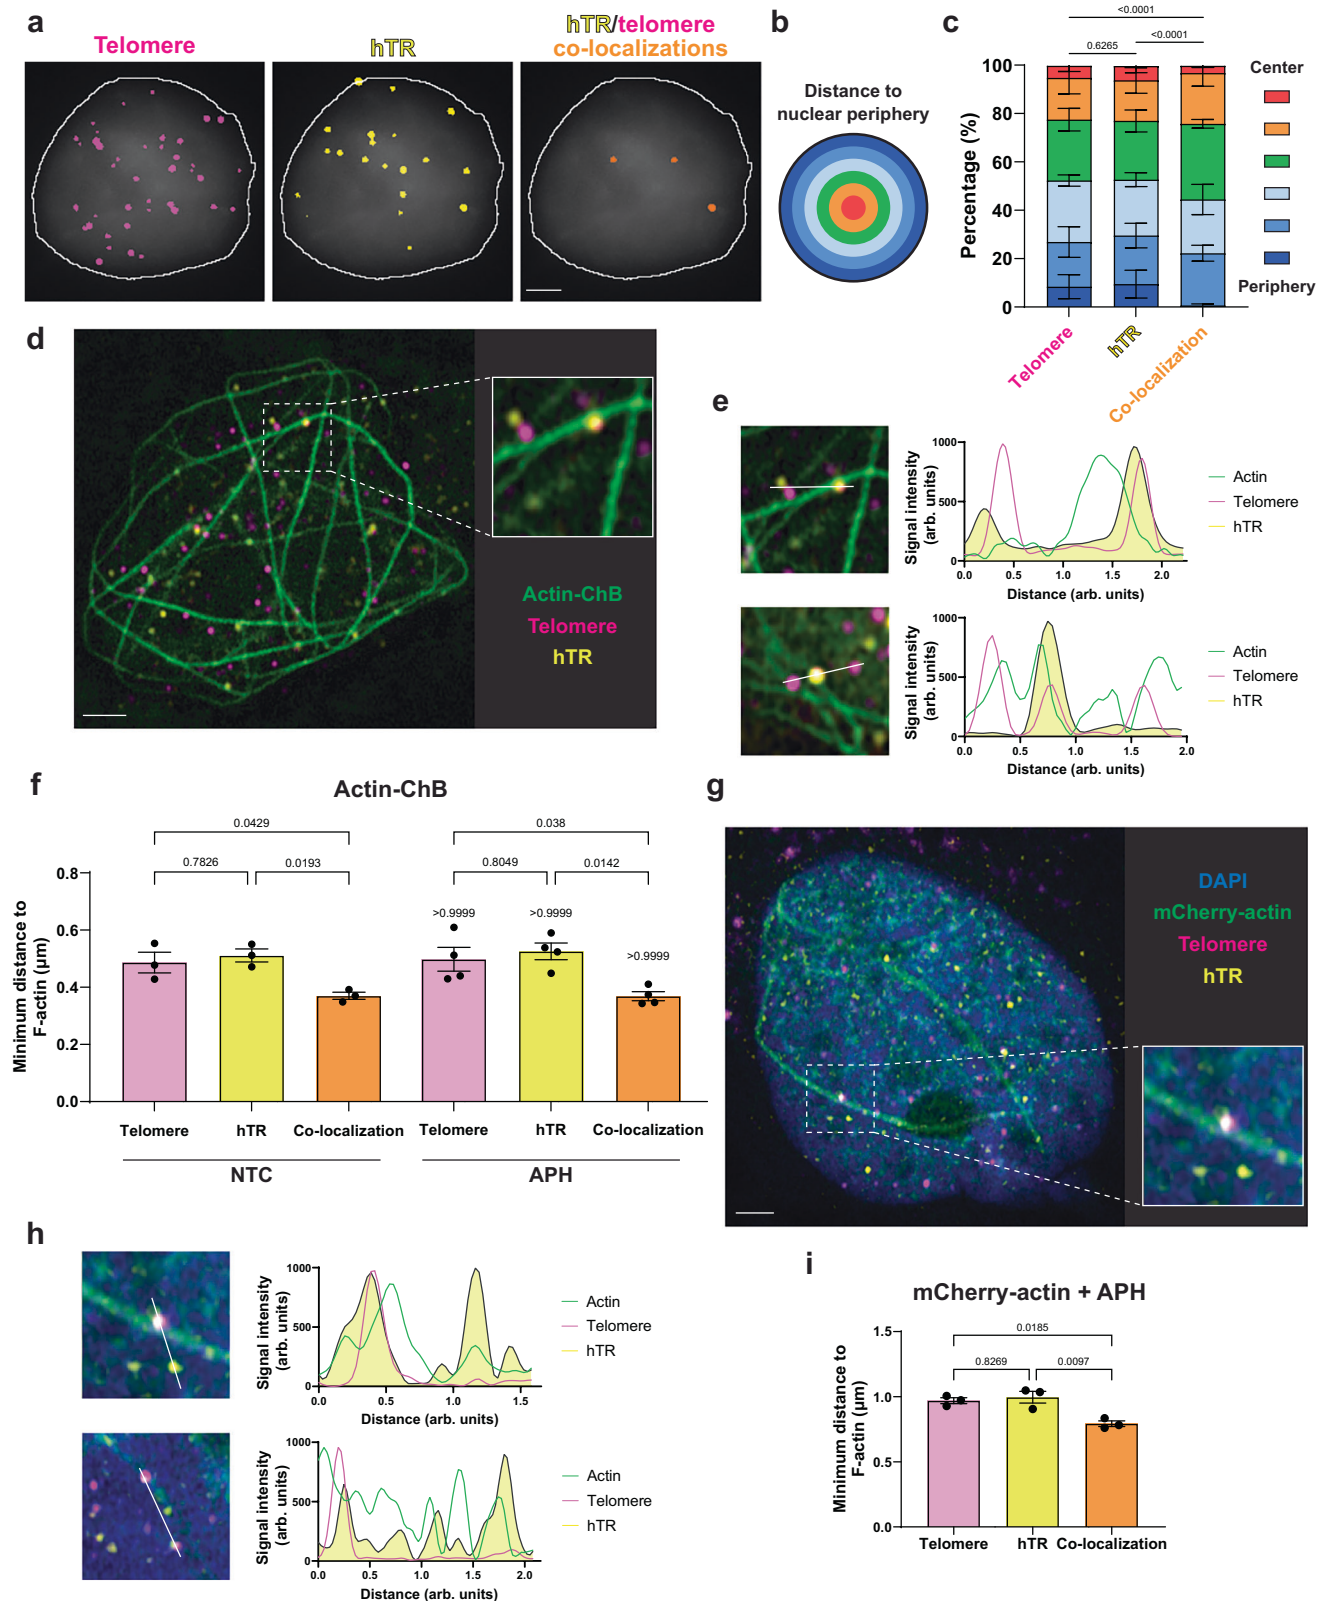 a
Telomere
hTR
hTR/telomere
co-localizations
b
Distance to
nuclear periphery
c
<0.0001
<0.0001
0.6265
Percentage (%)
100
80
60
40
20
0
Telomere
hTR
Co-localization
Center
Periphery
d
Actin-ChB
Telomere
hTR
e
Signal intensity
(arb. units)
1000
500
0
0.0
0.5
1.0
1.5
2.0
Distance (arb. units)
Actin
Telomere
hTR
Signal intensity
(arb. units)
1000
500
0
0.0
0.5
1.0
1.5
2.0
Distance (arb. units)
Actin
Telomere
hTR
f
Actin-ChB
0.0429
0.7826
0.0193
0.038
0.8049
0.0142
>0.9999
>0.9999
>0.9999
Minimum distance to
F-actin (µm)
0.8
0.6
0.4
0.2
0.0
Telomere
hTR
Co-localization
Telomere
hTR
Co-localization
NTC
APH
g
DAPI
mCherry-actin
Telomere
hTR
h
Signal intensity
(arb. units)
1000
500
0
0.0
0.5
1.0
1.5
Distance (arb. units)
Actin
Telomere
hTR
Signal intensity
(arb. units)
1000
500
0
0.0
0.5
1.0
1.5
2.0
Distance (arb. units)
Actin
Telomere
hTR
i
mCherry-actin + APH
0.0185
0.8269
0.0097
Minimum distance to
F-actin (µm)
1.5
1.0
0.5
0.0
Telomere
hTR
Co-localization